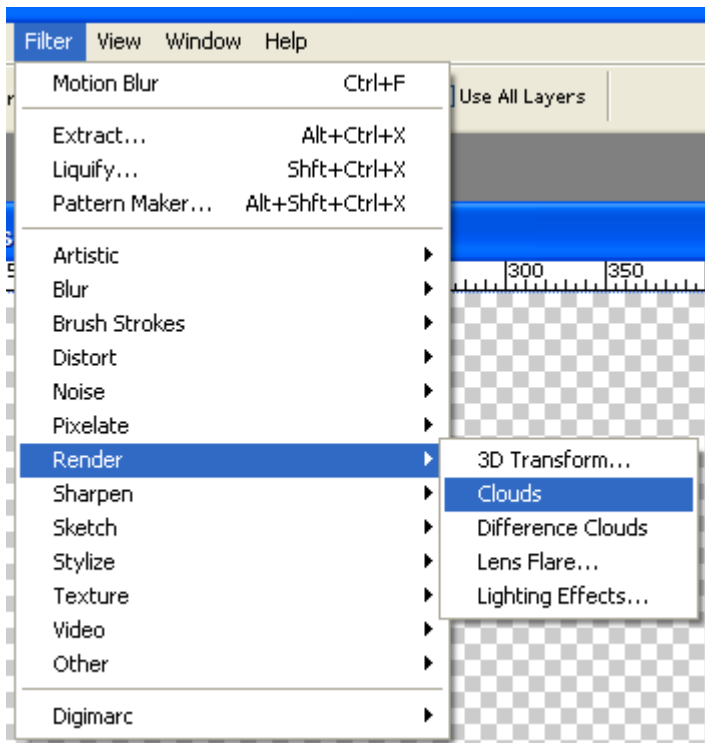 Filter View Window Help
Motion Blur Ctrl+F
Use All Layers
Extract... Alt+Ctrl+X
Liquify... Shft+Ctrl+X
Pattern Maker... Alt+Shft+Ctrl+X
Artistic
300 350
Blur
Brush Strokes
Distort
Noise
Pixelate
Render
3D Transform...
Sharpen
Clouds
Sketch
Difference Clouds
Stylize
Lens Flare...
Texture
Lighting Effects...
Video
Other
Digimarc